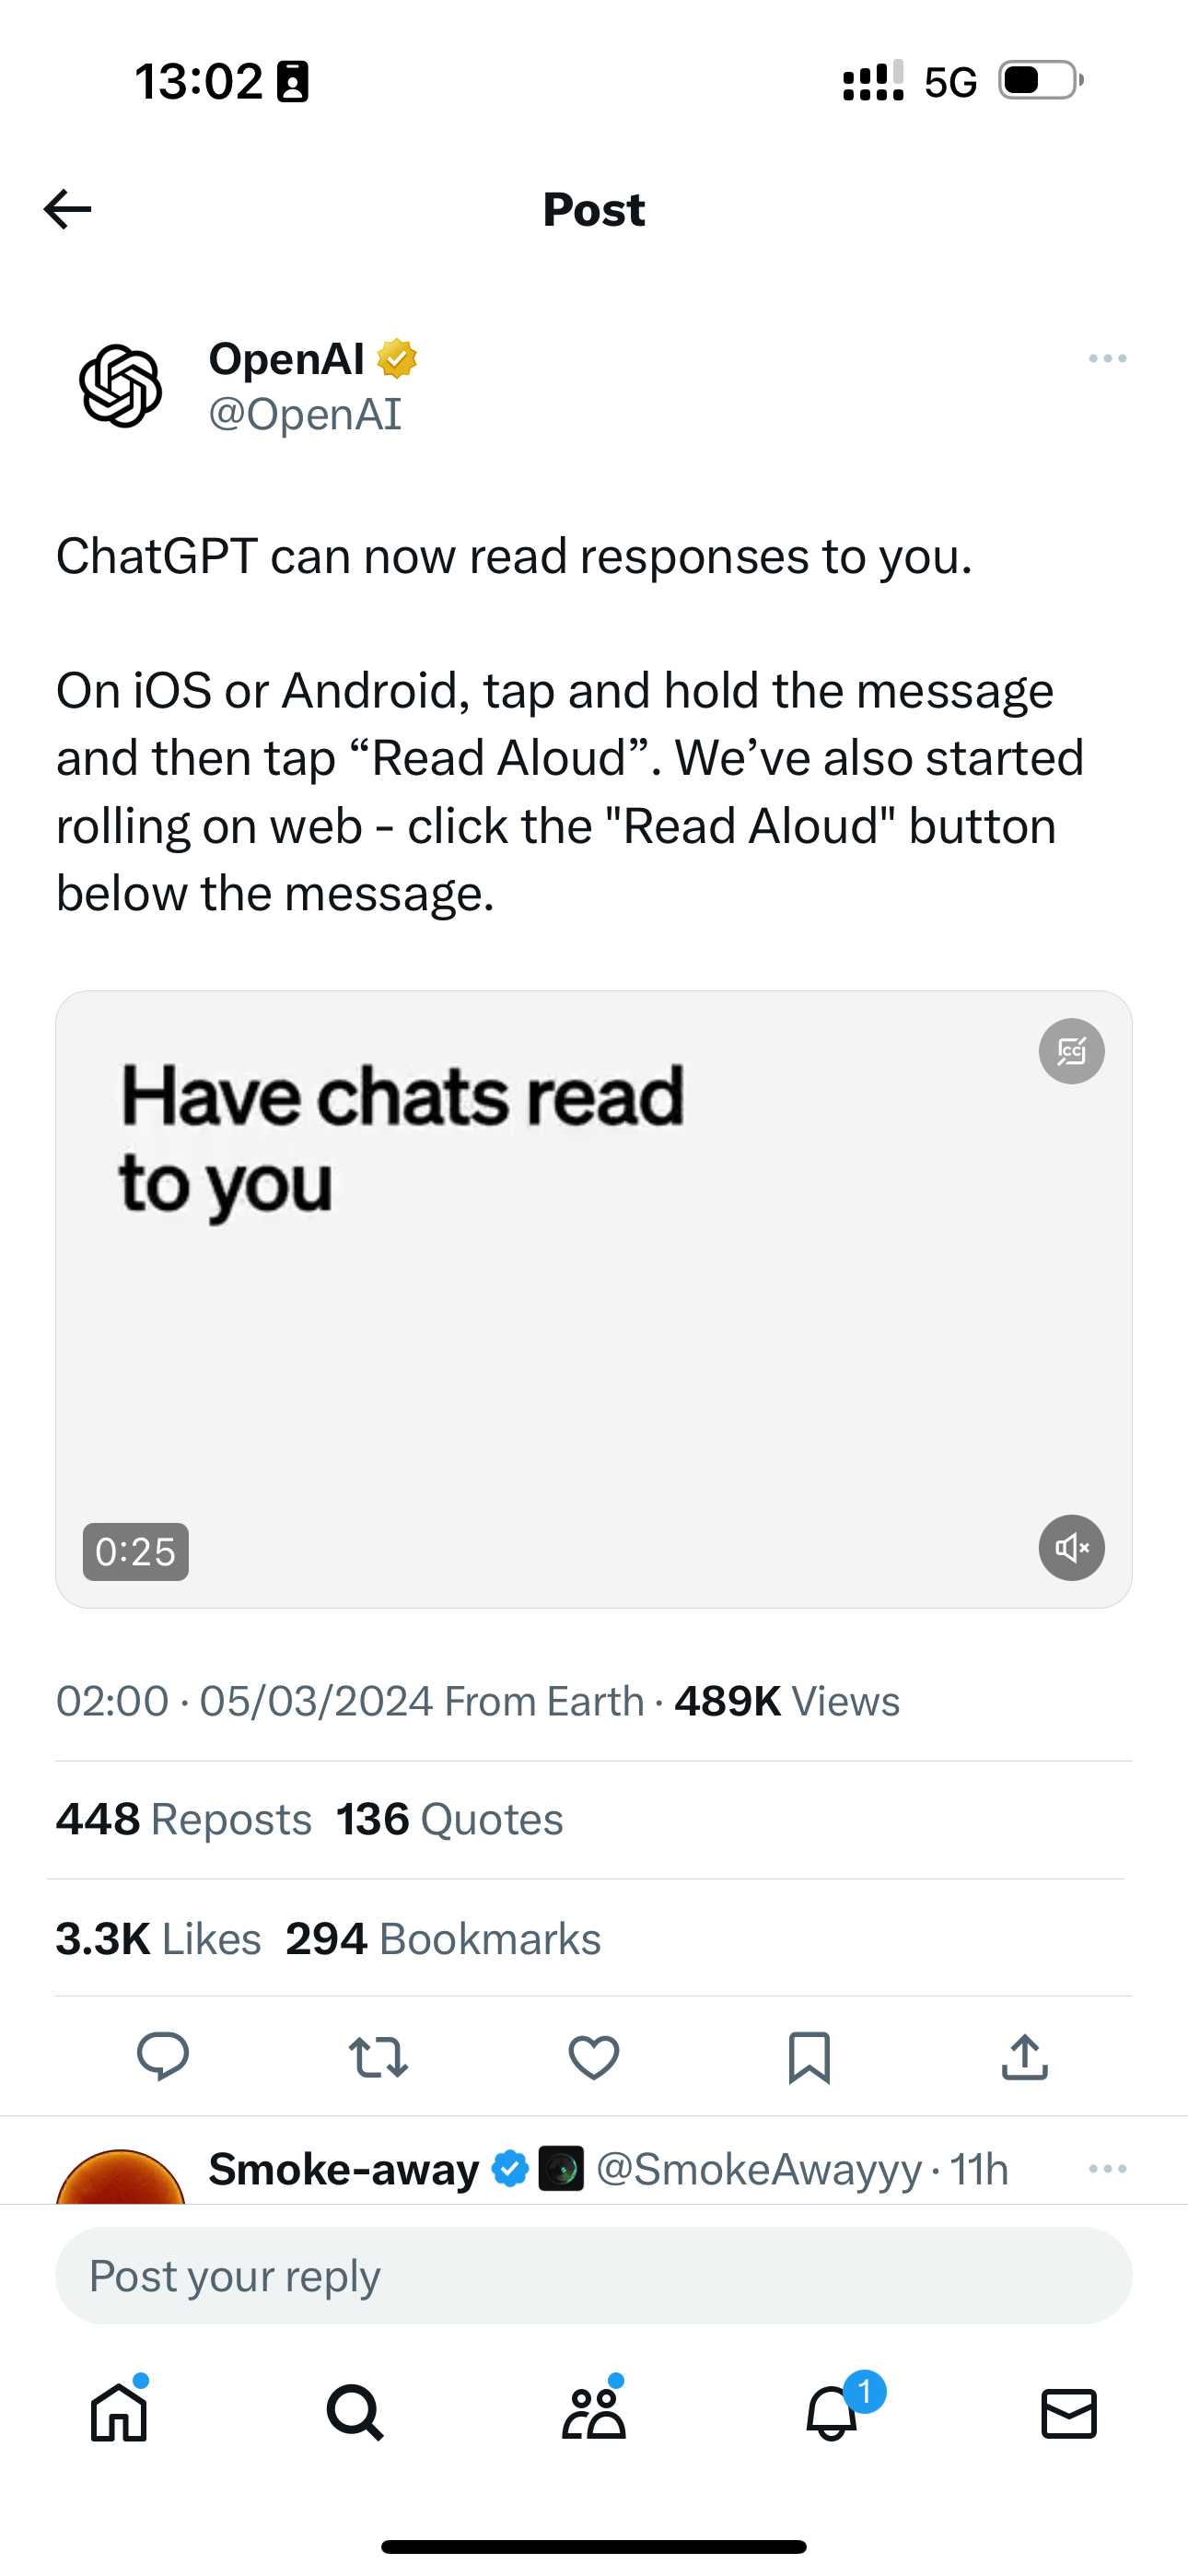 13:02 5G
Post
OpenAI
@OpenAI
ChatGPT can now read responses to you.
On iOS or Android, tap and hold the message
and then tap “Read Aloud”. We’ve also started
rolling on web - click the "Read Aloud" button
below the message.
CC
Have chats read
to you
0:25
02:00 · 05/03/2024 From Earth · 489K Views
448 Reposts 136 Quotes
3.3K Likes 294 Bookmarks
Smoke-away @SmokeAwayyy · 11h
Post your reply
1